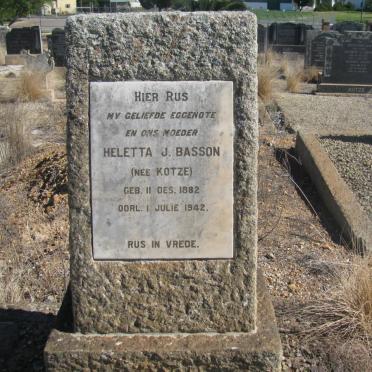 HIER RUS
MY GELIEFDE EGGENOTE
EN ONS MOEDER
HELETTA J. BASSON
(NEE KOTZE)
GEB. 11 DES. 1882
OORL. 1 JULIE 1942.
RUS IN VREDE.